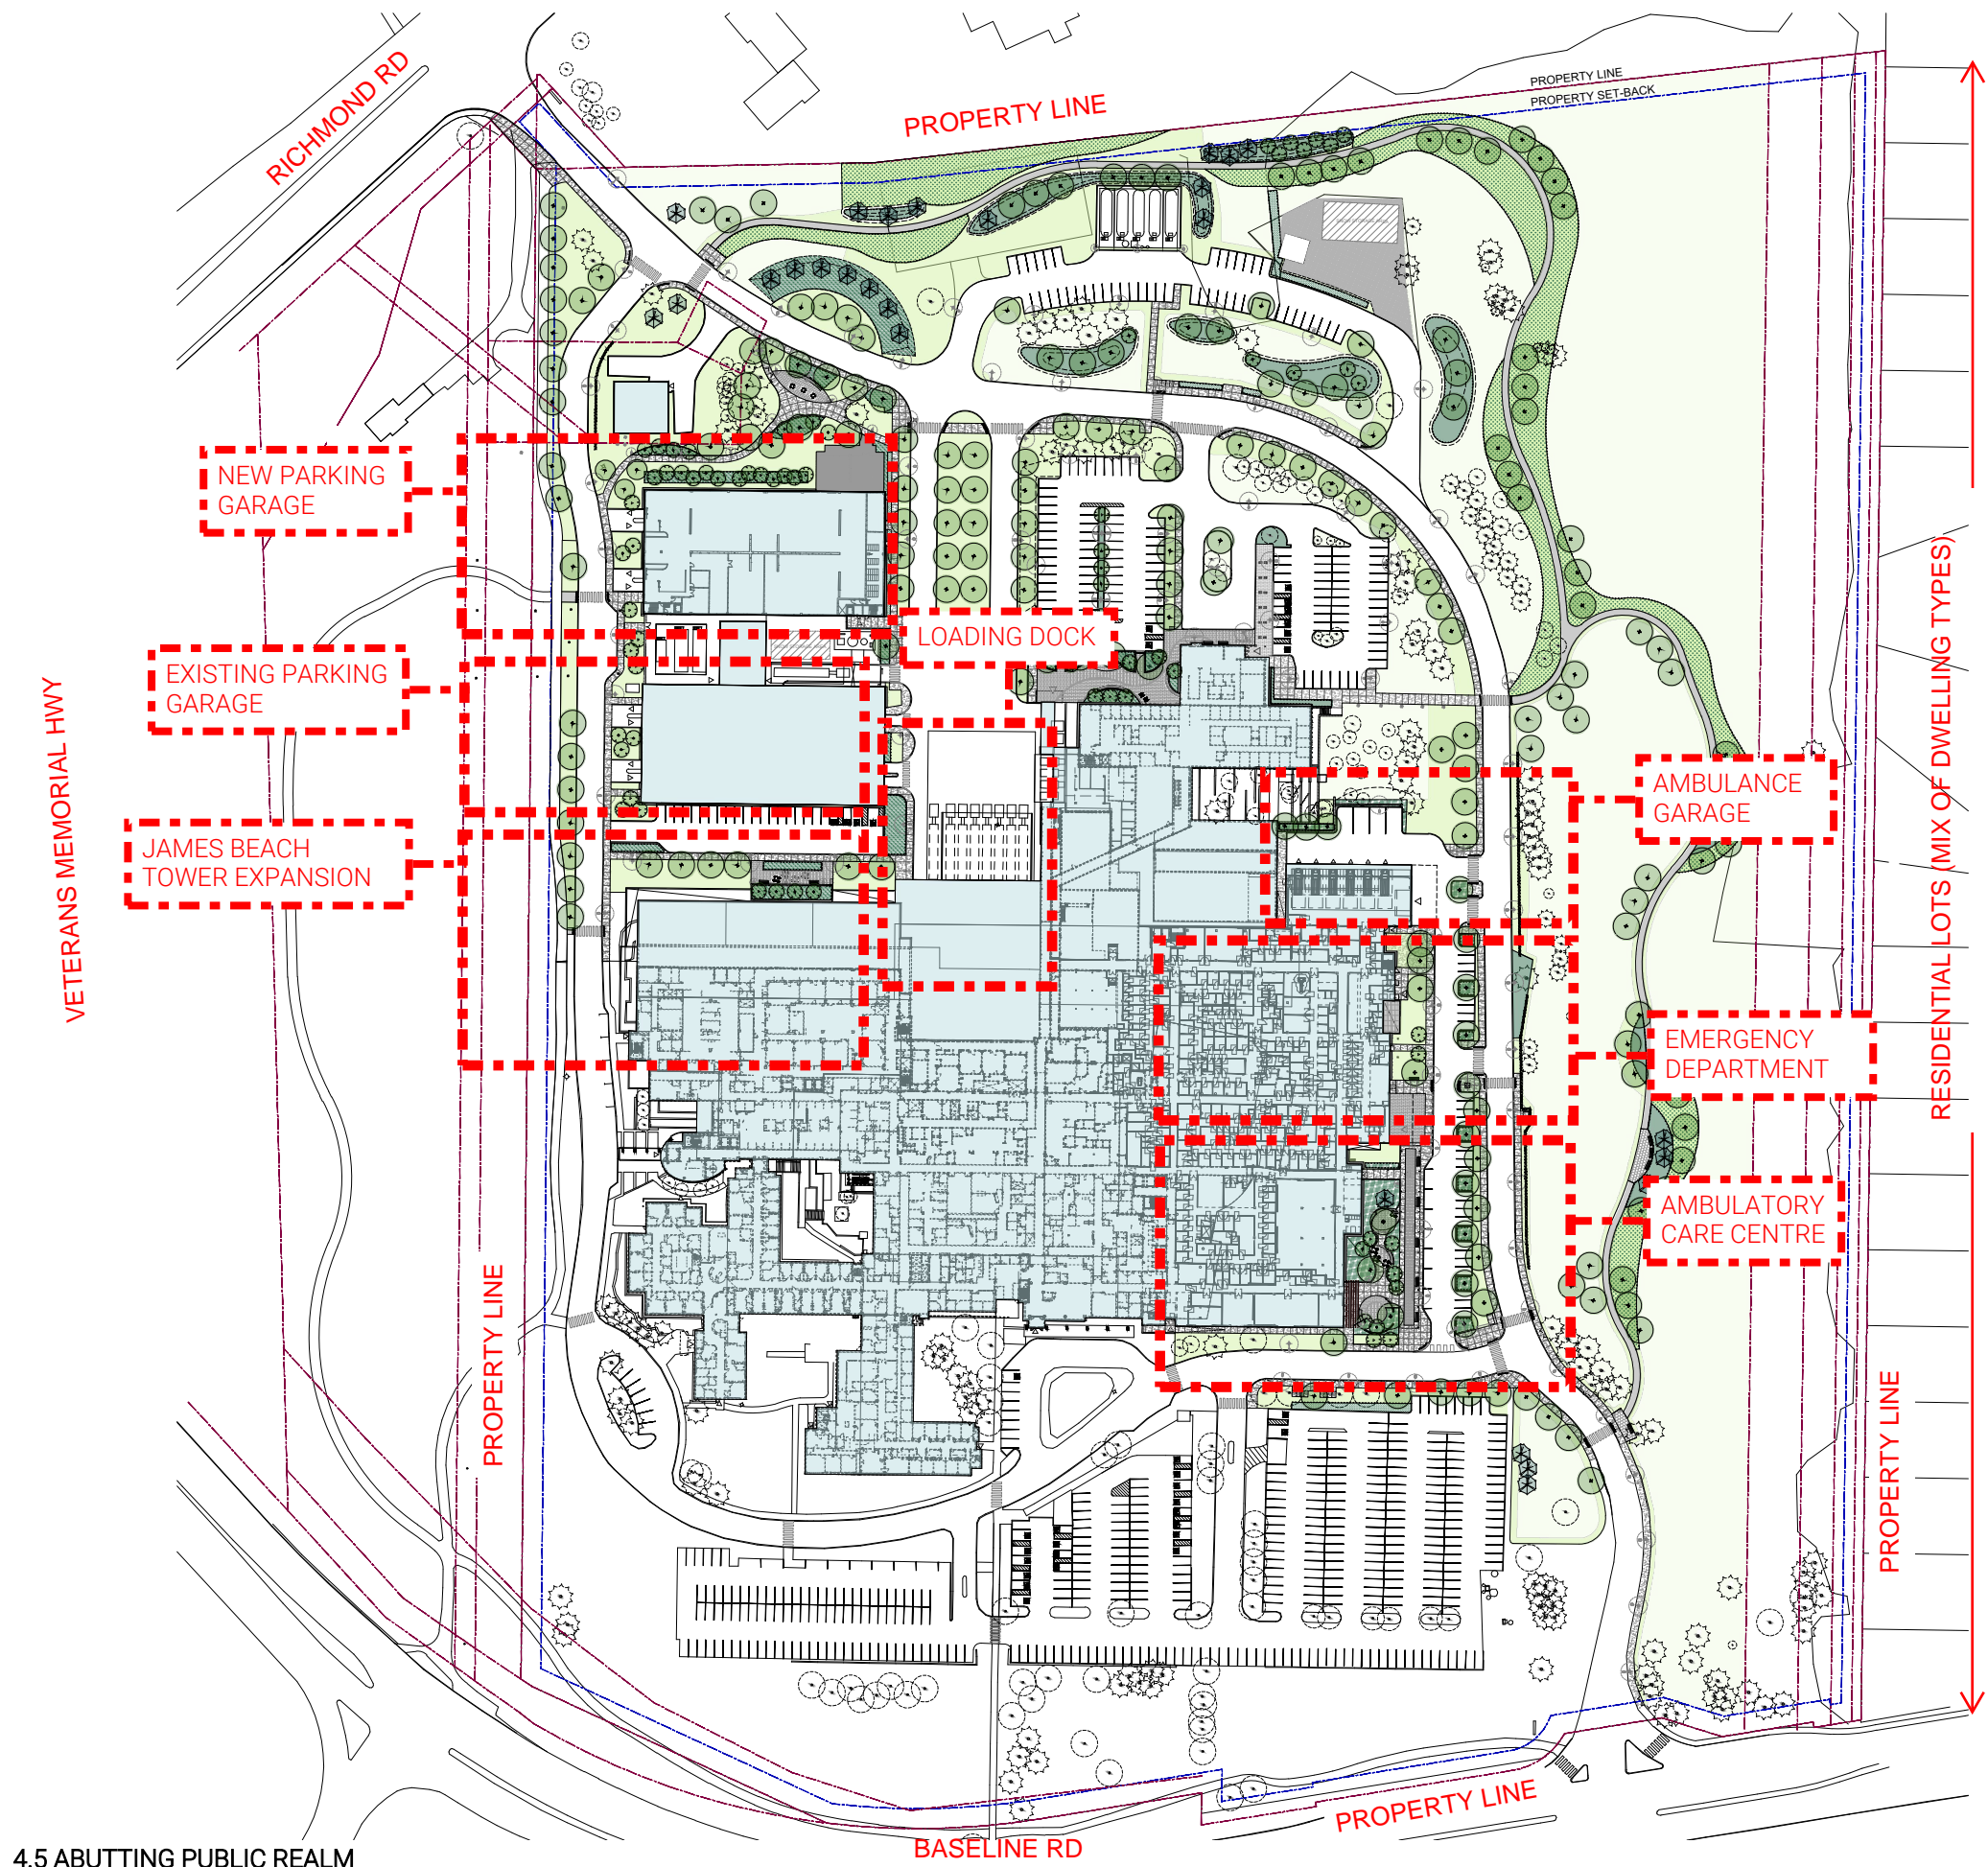 RICHMOND RD
PROPERTY LINE
PROPERTY LINE
PROPERTY SET-BACK
NEW PARKING
GARAGE
LOADING DOCK
EXISTING PARKING
GARAGE
VETERANS MEMORIAL HWY
JAMES BEACH
TOWER EXPANSION
RESIDENTIAL LOTS (MIX OF DWELLING TYPES)
AMBULANCE
GARAGE
EMERGENCY
DEPARTMENT
AMBULATORY
CARE CENTRE
PROPERTY LINE
PROPERTY LINE
PROPERTY LINE
BASELINE RD
4.5 ABUTTING PUBLIC REALM